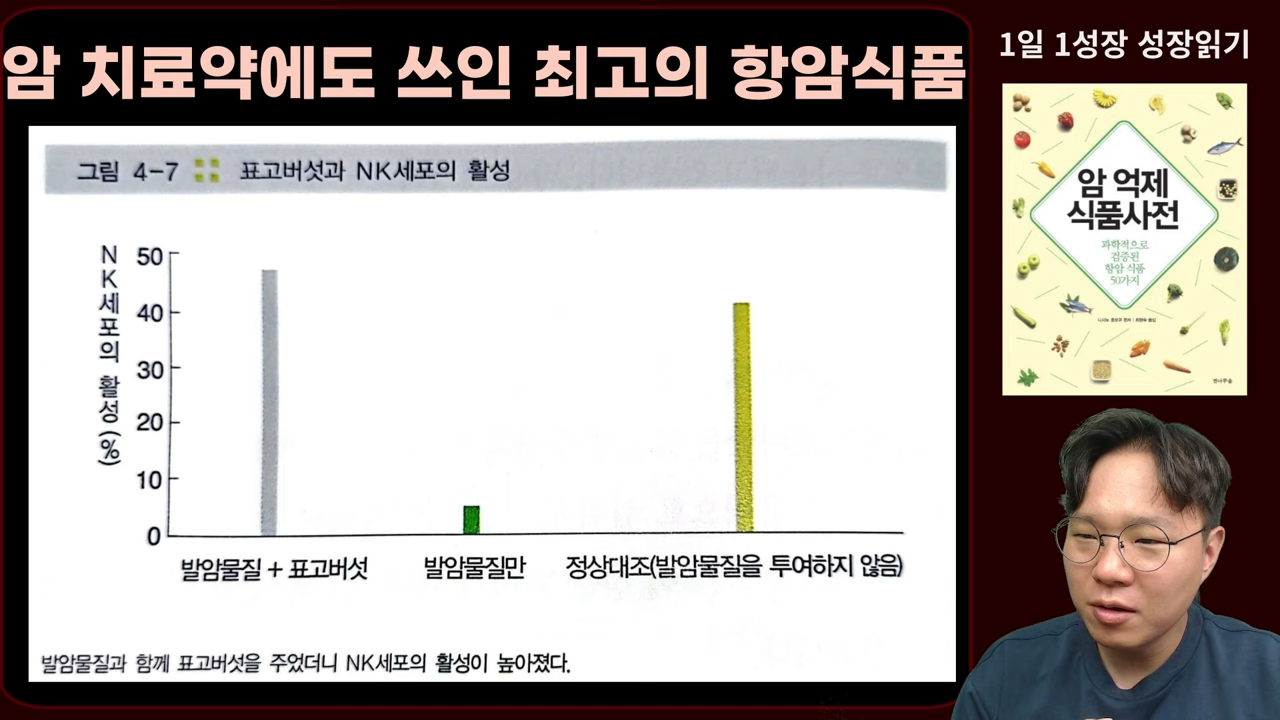 암 치료약에도 쓰인 최고의 항암식품
1일 1성장 성장읽기
그림 4-7 표고버섯과 NK세포의 활성
NK세포의 활성(%)
50
40
30
20
10
0
발암물질 + 표고버섯
발암물질만
정상대조(발암물질을 투여하지 않음)
발암물질과 함께 표고버섯을 주었더니 NK세포의 활성이 높아졌다.
암 억제
식품사전
과학적으로
검증된
항암 식품
50가지
전나무숲